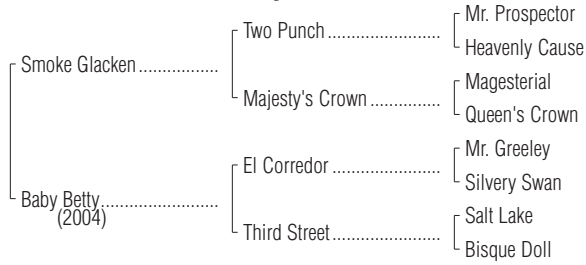 Mr. Prospector
Two Punch ......................
Heavenly Cause
Smoke Glacken ................
Magesterial
Majesty's Crown ..............
Queen's Crown
Mr. Greeley
El Corredor .....................
Silvery Swan
Baby Betty.......................
(2004)
Salt Lake
Third Street.....................
Bisque Doll